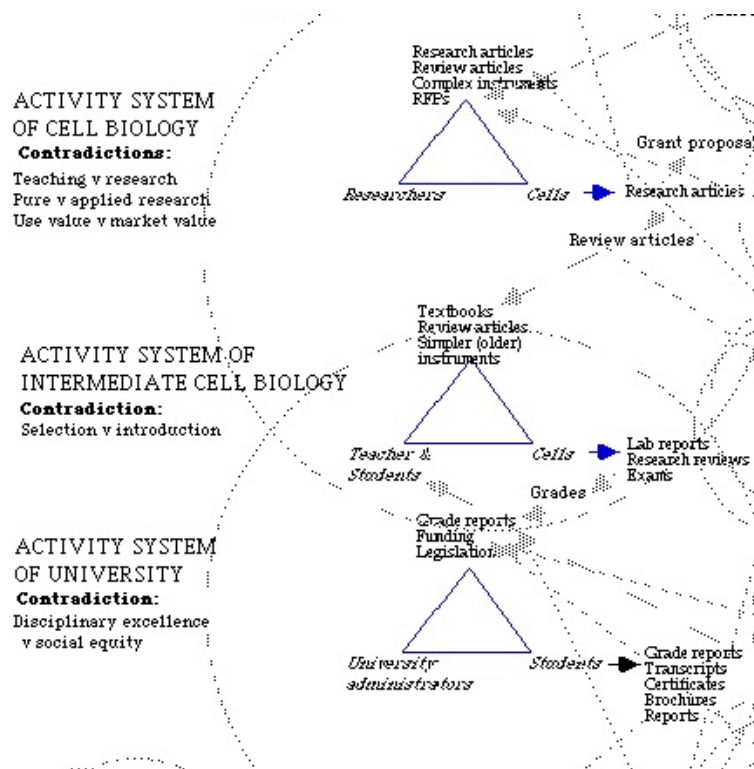 Research articles
Review articles
Complex instruments
RFPs
ACTIVITY SYSTEM
OF CELL BIOLOGY
Contradictions:
Teaching v research
Pure v applied research
Use value v market value
Grant proposal
Researchers
Cells
Research articles
Review articles
Textbooks
Review articles
Simpler (older)
instruments
ACTIVITY SYSTEM OF
INTERMEDIATE CELL BIOLOGY
Contradiction:
Selection v introduction
Teacher &
Students
Cells
Lab reports
Research reviews
Exams
Grades
Grade reports
Funding
Legislation
ACTIVITY SYSTEM
OF UNIVERSITY
Contradiction:
Disciplinary excellence
v social equity
University
administrators
Students
Grade reports
Transcripts
Certificates
Brochures
Reports